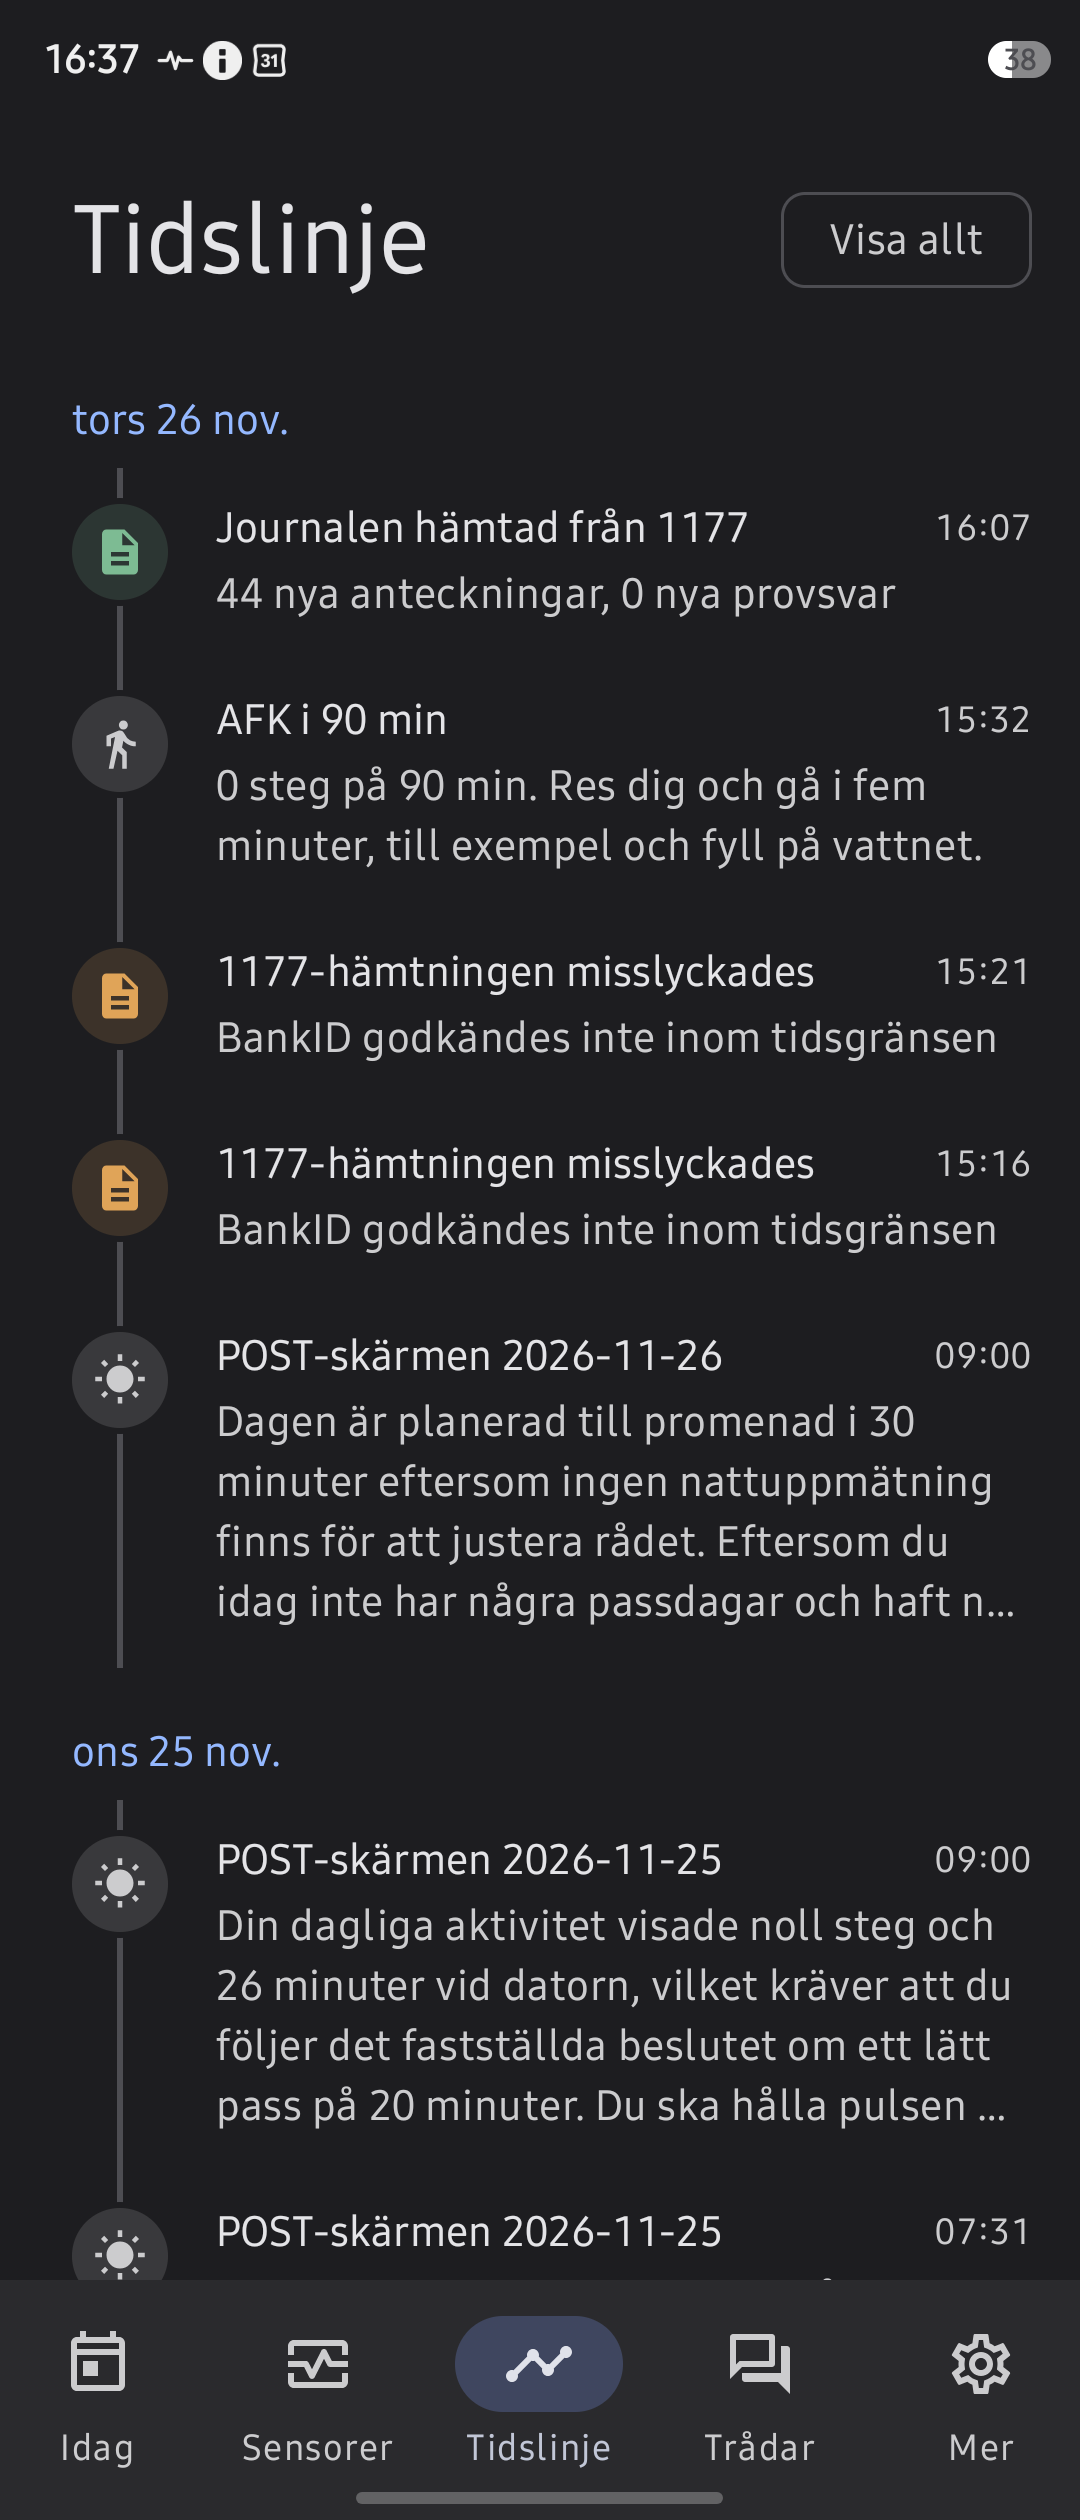 16:37
31
38
Tidslinje
Visa allt
tors 26 nov.
Journalen hämtad från 1177
16:07
44 nya anteckningar, 0 nya provsvar
AFK i 90 min
15:32
0 steg på 90 min. Res dig och gå i fem
minuter, till exempel och fyll på vattnet.
1177-hämtningen misslyckades
15:21
BankID godkändes inte inom tidsgränsen
1177-hämtningen misslyckades
15:16
BankID godkändes inte inom tidsgränsen
POST-skärmen 2026-11-26
09:00
Dagen är planerad till promenad i 30
minuter eftersom ingen nattuppmätning
finns för att justera rådet. Eftersom du
idag inte har några passdagar och haft n...
ons 25 nov.
POST-skärmen 2026-11-25
09:00
Din dagliga aktivitet visade noll steg och
26 minuter vid datorn, vilket kräver att du
följer det fastställda beslutet om ett lätt
pass på 20 minuter. Du ska hålla pulsen ...
POST-skärmen 2026-11-25
07:31
Idag
Sensorer
Tidslinje
Trådar
Mer